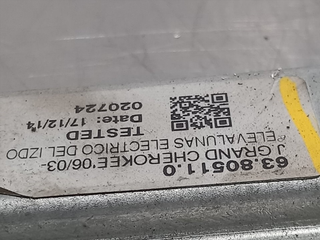 63.80511.0
J.GRAND CHEROKEE'06/03-
*ELEVALUNAS ELECTRICO DEL.IZDO
TESTED
Date: 17/12/14
020724